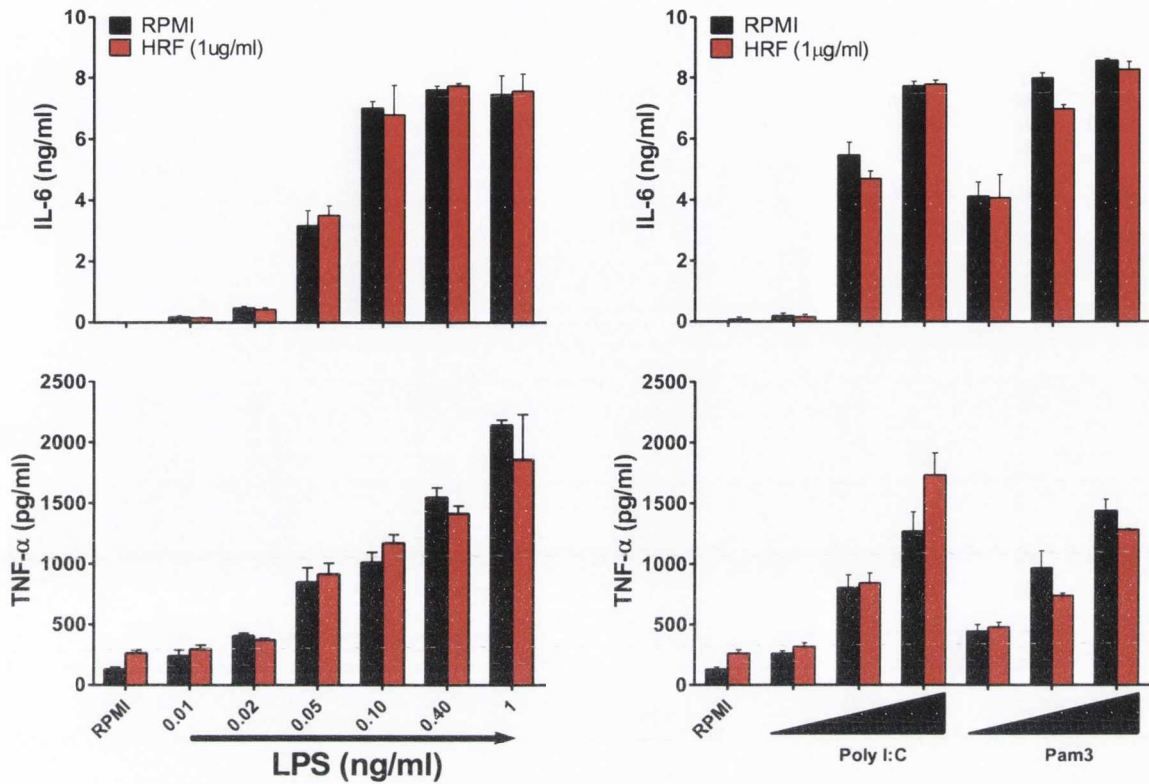 RPMI
HRF (1ug/ml)
IL-6 (ng/ml)
10
8
6
4
2
0
RPMI
HRF (1µg/ml)
IL-6 (ng/ml)
10
8
6
4
2
0
TNF-α (pg/ml)
2500
2000
1500
1000
500
0
RPMI
0.01
0.02
0.05
0.10
0.40
1
LPS (ng/ml)
TNF-α (pg/ml)
2500
2000
1500
1000
500
0
RPMI
Poly I:C
Pam3